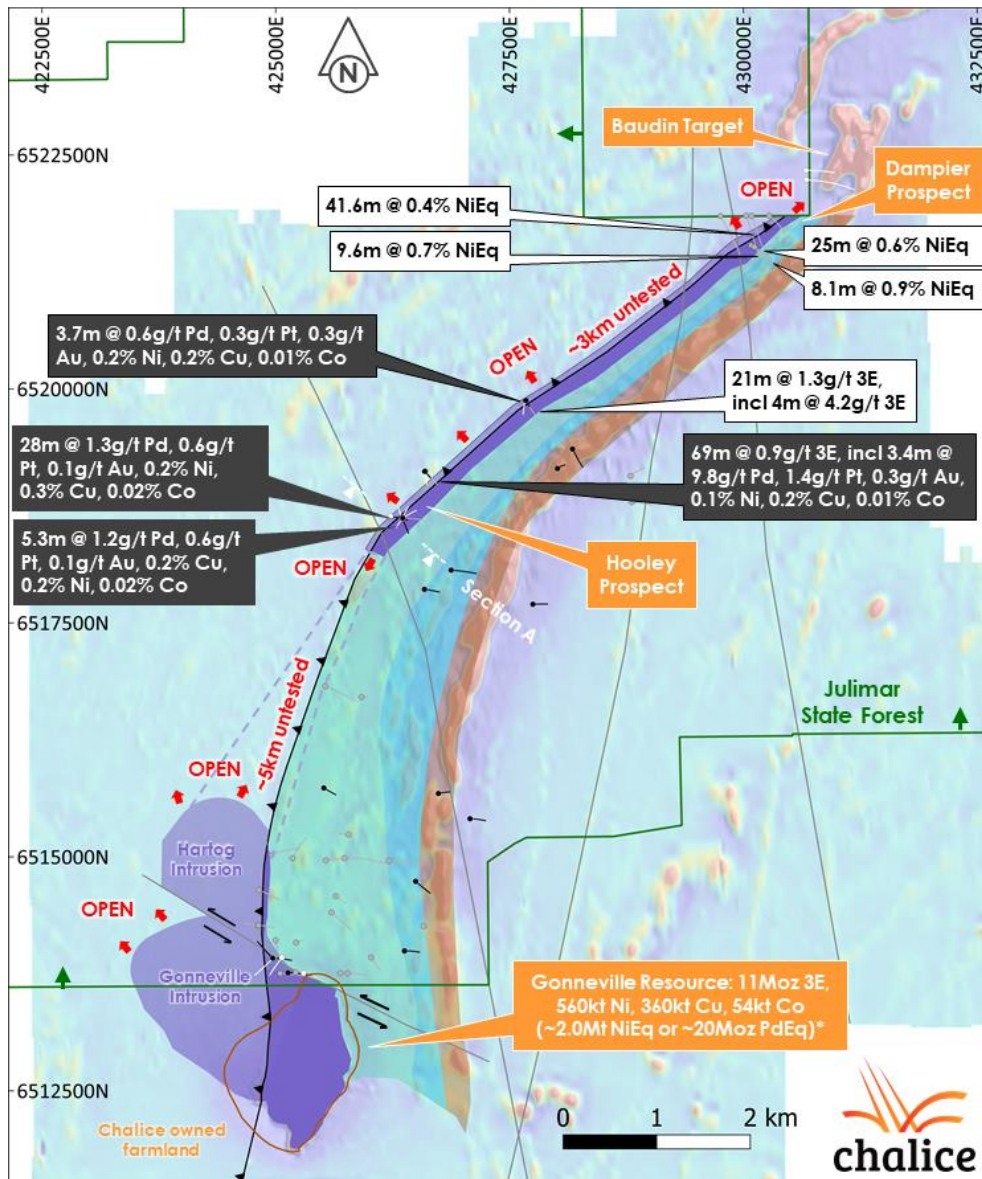 422500E
425000E
427500E
430000E
432500E
N
6522500N
Baudin Target
Dampier
Prospect
OPEN
41.6m @ 0.4% NiEq
9.6m @ 0.7% NiEq
25m @ 0.6% NiEq
8.1m @ 0.9% NiEq
~3km untested
3.7m @ 0.6g/t Pd, 0.3g/t Pt, 0.3g/t
Au, 0.2% Ni, 0.2% Cu, 0.01% Co
OPEN
6520000N
21m @ 1.3g/t 3E,
incl 4m @ 4.2g/t 3E
28m @ 1.3g/t Pd, 0.6g/t
Pt, 0.1g/t Au, 0.2% Ni,
0.3% Cu, 0.02% Co
69m @ 0.9g/t 3E, incl 3.4m @
9.8g/t Pd, 1.4g/t Pt, 0.3g/t Au,
0.1% Ni, 0.2% Cu, 0.01% Co
5.3m @ 1.2g/t Pd, 0.6g/t
Pt, 0.1g/t Au, 0.2% Cu,
0.2% Ni, 0.02% Co
OPEN
Hooley
Prospect
Section A
6517500N
~5km untested
Julimar
State Forest
OPEN
6515000N
Hartog
Intrusion
OPEN
Gonneville
Intrusion
Gonneville Resource: 11Moz 3E,
560kt Ni, 360kt Cu, 54kt Co
(~2.0Mt NiEq or ~20Moz PdEq)*
6512500N
Chalice owned
farmland
0 1 2 km
chalice